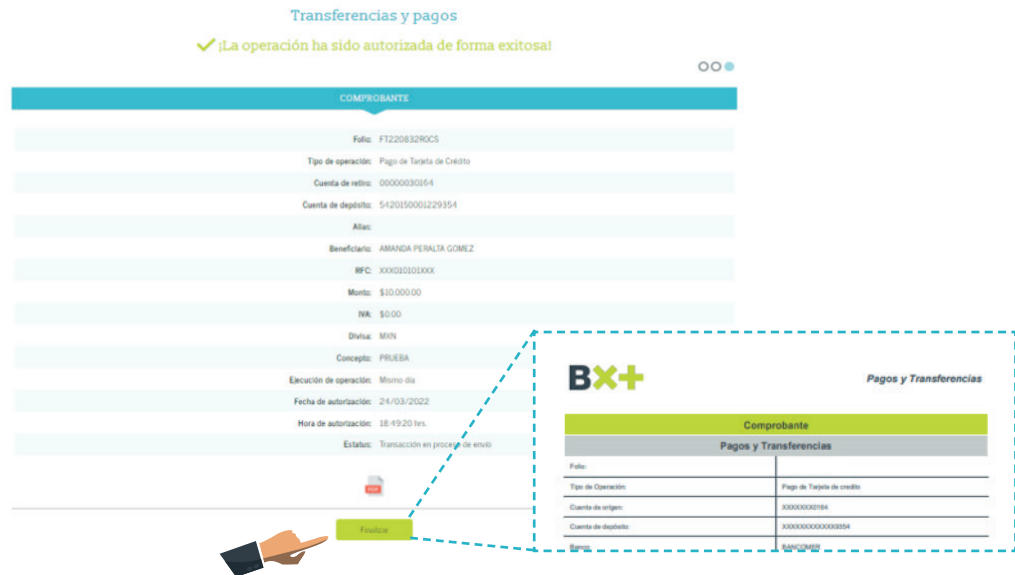 Transferencias y pagos
¡La operación ha sido autorizada de forma exitosa!
COMPROBANTE
Folio: FT220832R0CS
Tipo de operación: Pago de Tarjeta de Crédito
Cuenta de retiro: 00000030164
Cuenta de depósito: 5420150001229354
Alias:
Beneficiario: AMANDA PERALTA GOMEZ
RFC: XXX010101XXX
Monto: $10,000.00
IVA: $0.00
Divisa: MXN
Concepto: PRUEBA
Ejecución de operación: Mismo día
Fecha de autorización: 24/03/2022
Hora de autorización: 18:49:20 hrs.
Estatus: Transacción en proceso de envío
PDF
Finalizar
BX+
Pagos y Transferencias
Comprobante
Pagos y Transferencias
Folio:
Tipo de Operación: Pago de Tarjeta de credito
Cuenta de origen: XXXXXXX0164
Cuenta de depósito: XXXXXXXXXXXX9354
Banco: BANCOMER